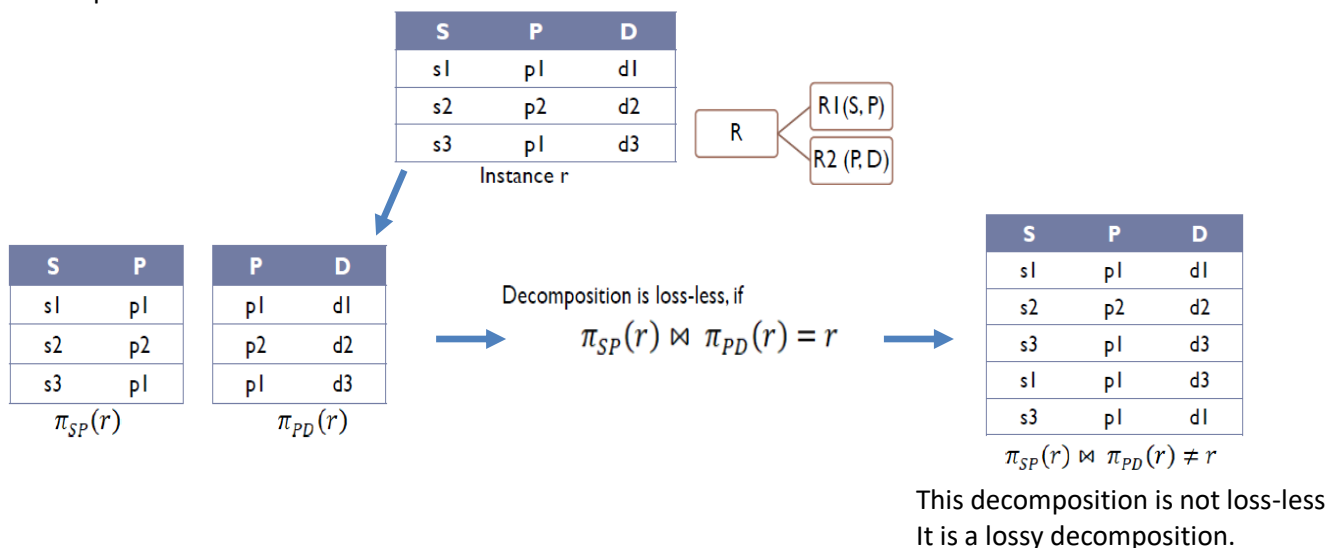 S P D
s1 p1 d1
s2 p2 d2
s3 p1 d3
Instance r
R
R1(S, P)
R2 (P, D)
S P
s1 p1
s2 p2
s3 p1
π_SP(r)
P D
p1 d1
p2 d2
p1 d3
π_PD(r)
Decomposition is loss-less, if
π_SP(r) ⋈ π_PD(r) = r
S P D
s1 p1 d1
s2 p2 d2
s3 p1 d3
s1 p1 d3
s3 p1 d1
π_SP(r) ⋈ π_PD(r) ≠ r
This decomposition is not loss-less
It is a lossy decomposition.